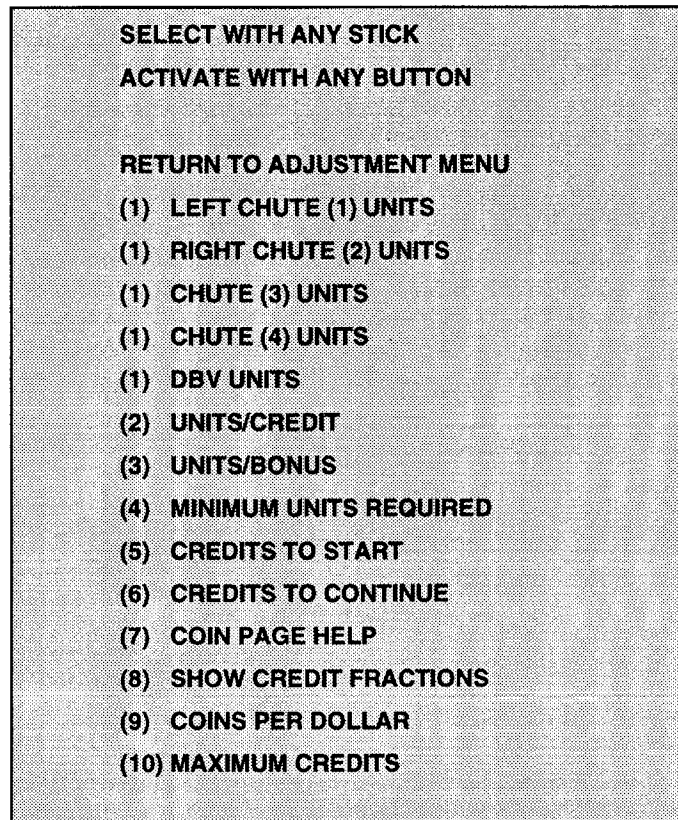 SELECT WITH ANY STICK
ACTIVATE WITH ANY BUTTON
RETURN TO ADJUSTMENT MENU
(1) LEFT CHUTE (1) UNITS
(1) RIGHT CHUTE (2) UNITS
(1) CHUTE (3) UNITS
(1) CHUTE (4) UNITS
(1) DBV UNITS
(2) UNITS/CREDIT
(3) UNITS/BONUS
(4) MINIMUM UNITS REQUIRED
(5) CREDITS TO START
(6) CREDITS TO CONTINUE
(7) COIN PAGE HELP
(8) SHOW CREDIT FRACTIONS
(9) COINS PER DOLLAR
(10) MAXIMUM CREDITS